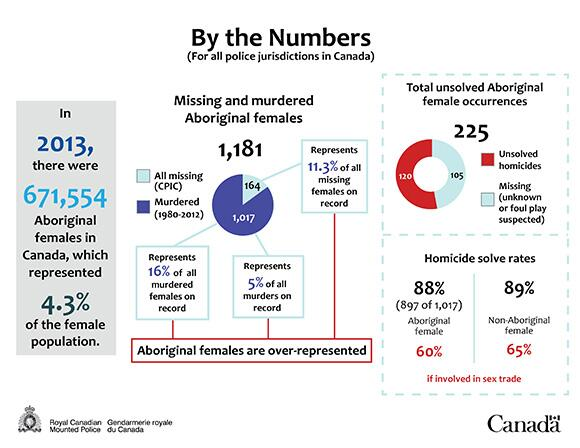 By the Numbers
(For all police jurisdictions in Canada)
In
2013,
there were
671,554
Aboriginal
females in
Canada, which
represented
4.3%
of the female
population.
Missing and murdered
Aboriginal females
1,181
All missing
(CPIC)
Murdered
(1980-2012)
164
1,017
Represents
11.3% of all
missing
females on
record
Represents
16% of all
murdered
females on
record
Represents
5% of all
murders on
record
Aboriginal females are over-represented
Total unsolved Aboriginal
female occurrences
225
120
105
Unsolved
homicides
Missing
(unknown
or foul play
suspected)
Homicide solve rates
88%
(897 of 1,017)
Aboriginal
female
60%
89%
Non-Aboriginal
female
65%
if involved in sex trade
Royal Canadian Gendarmerie royale
Mounted Police du Canada
Canada